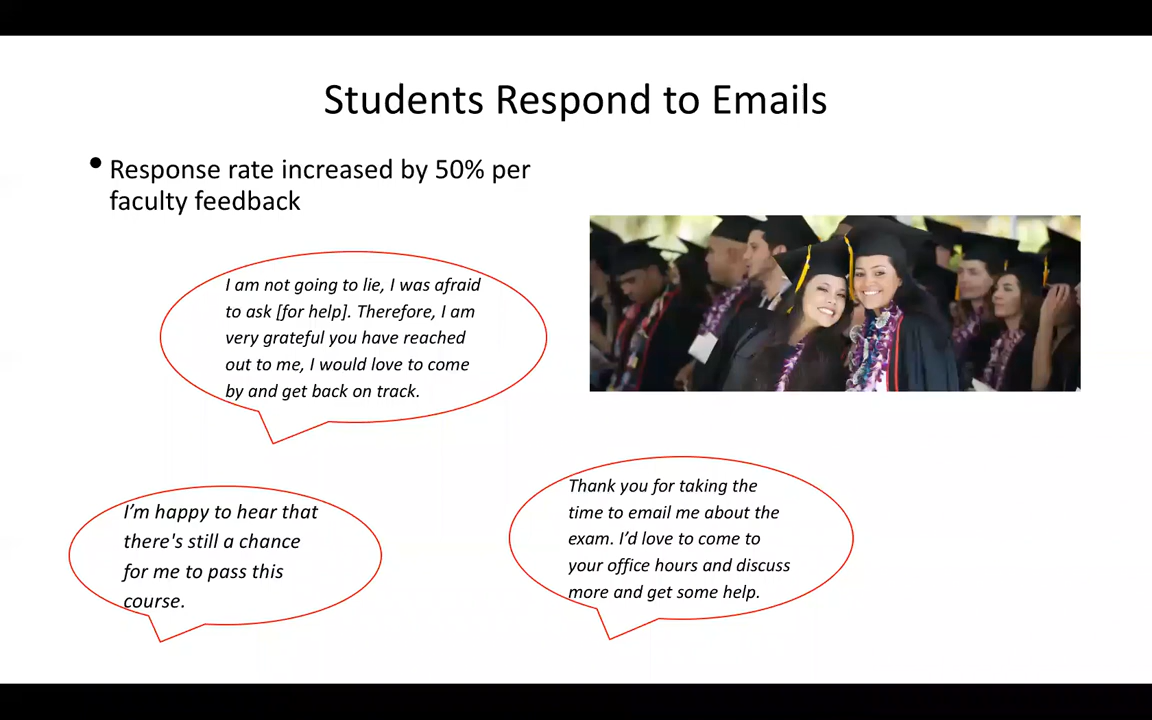 Students Respond to Emails
• Response rate increased by 50% per
faculty feedback
I am not going to lie, I was afraid
to ask [for help]. Therefore, I am
very grateful you have reached
out to me, I would love to come
by and get back on track.
I’m happy to hear that
there's still a chance
for me to pass this
course.
Thank you for taking the
time to email me about the
exam. I’d love to come to
your office hours and discuss
more and get some help.